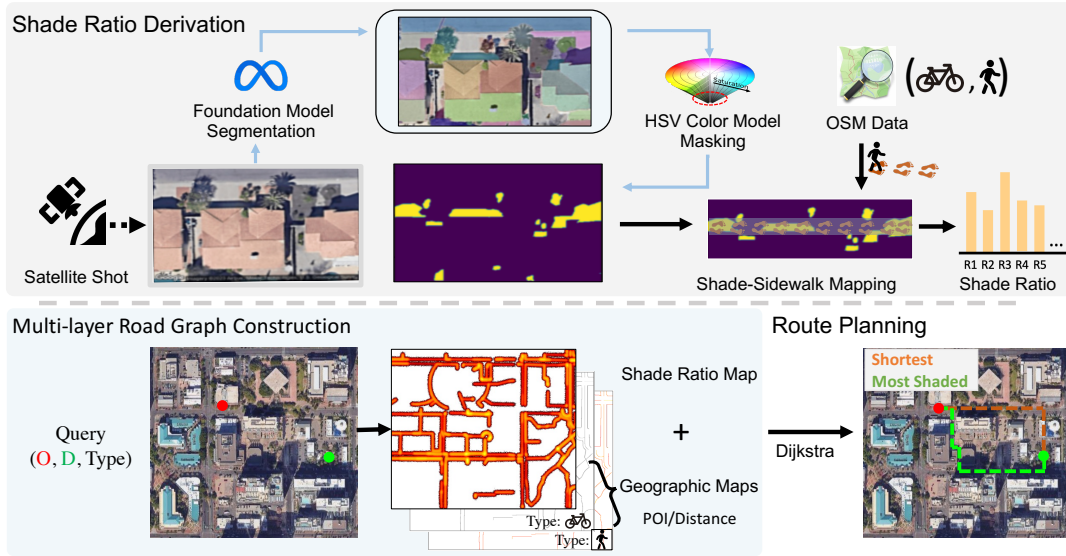 Shade Ratio Derivation
Foundation Model
Segmentation
Saturation
HSV Color Model
Masking
( , )
OSM Data
Satellite Shot
Shade-Sidewalk Mapping
R1 R2 R3 R4 R5
...
Shade Ratio
Multi-layer Road Graph Construction
Route Planning
Query
(O, D, Type)
Shade Ratio Map
+
Geographic Maps
POI/Distance
Type:
Type:
Dijkstra
Shortest
Most Shaded